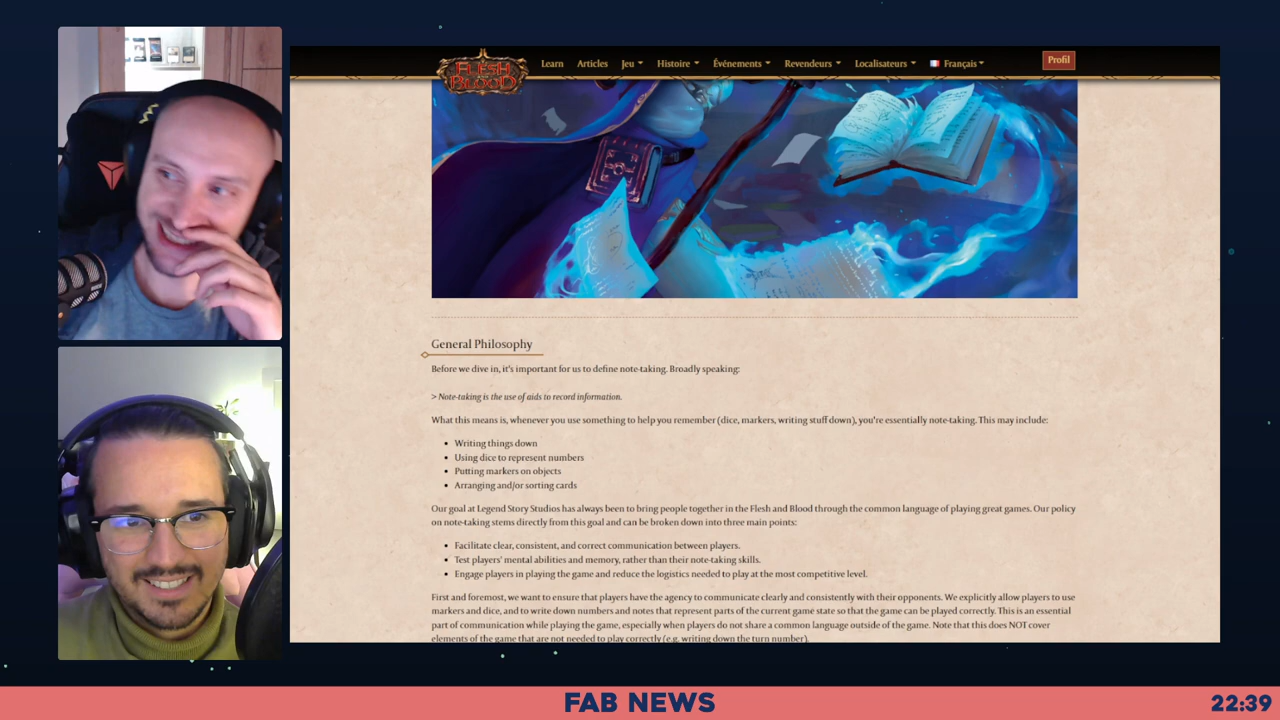 FLESH
BLOOD
Learn
Articles
Jeu
Histoire
Événements
Revendeurs
Localisateurs
Français
Profil
General Philosophy
Before we dive in, it's important for us to define note-taking. Broadly speaking:
> Note-taking is the use of aids to record information.
What this means is, whenever you use something to help you remember (dice, markers, writing stuff down), you're essentially note-taking. This may include:
• Writing things down
• Using dice to represent numbers
• Putting markers on objects
• Arranging and/or sorting cards
Our goal at Legend Story Studios has always been to bring people together in the Flesh and Blood through the common language of playing great games. Our policy
on note-taking stems directly from this goal and can be broken down into three main points:
• Facilitate clear, consistent, and correct communication between players.
• Test players' mental abilities and memory, rather than their note-taking skills.
• Engage players in playing the game and reduce the logistics needed to play at the most competitive level.
First and foremost, we want to ensure that players have the agency to communicate clearly and consistently with their opponents. We explicitly allow players to use
markers and dice, and to write down numbers and notes that represent parts of the current game state so that the game can be played correctly. This is an essential
part of communication while playing the game, especially when players do not share a common language outside of the game. Note that this does NOT cover
elements of the game that are not needed to play correctly (e.g. writing down the turn number).
FAB NEWS
22:39